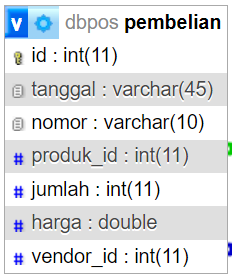 v dbpos pembelian
id : int(11)
tanggal : varchar(45)
nomor : varchar(10)
# produk_id : int(11)
# jumlah : int(11)
# harga : double
# vendor_id : int(11)